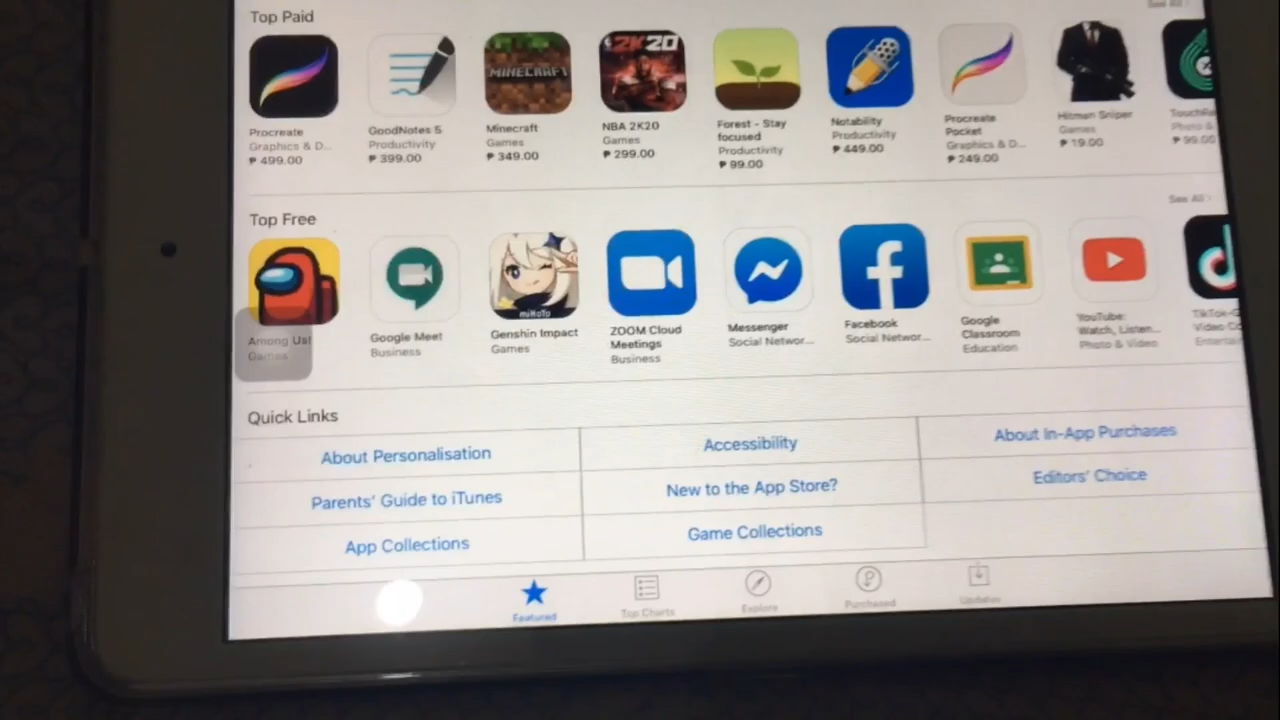 Top Paid
See All >
Procreate
Graphics & D...
₱ 499.00
GoodNotes 5
Productivity
₱ 399.00
MINECRAFT
Minecraft
Games
₱ 349.00
2K20
NBA 2K20
Games
₱ 299.00
Forest - Stay
focused
Productivity
₱ 99.00
Notability
Productivity
₱ 449.00
Procreate
Pocket
Graphics & D...
₱ 249.00
Hitman Sniper
Games
₱ 19.00
Photo &
₱ 99.00
Top Free
See All >
Among Us!
Games
Google Meet
Business
miHoYo
Genshin Impact
Games
ZOOM Cloud
Meetings
Business
Messenger
Social Networ...
Facebook
Social Networ...
Google
Classroom
Education
YouTube:
Watch, Listen...
Photo & Video
Quick Links
About Personalisation
Accessibility
About In-App Purchases
Parents' Guide to iTunes
New to the App Store?
Editors' Choice
App Collections
Game Collections
Featured
Top Charts
Explore
Purchased
Updates